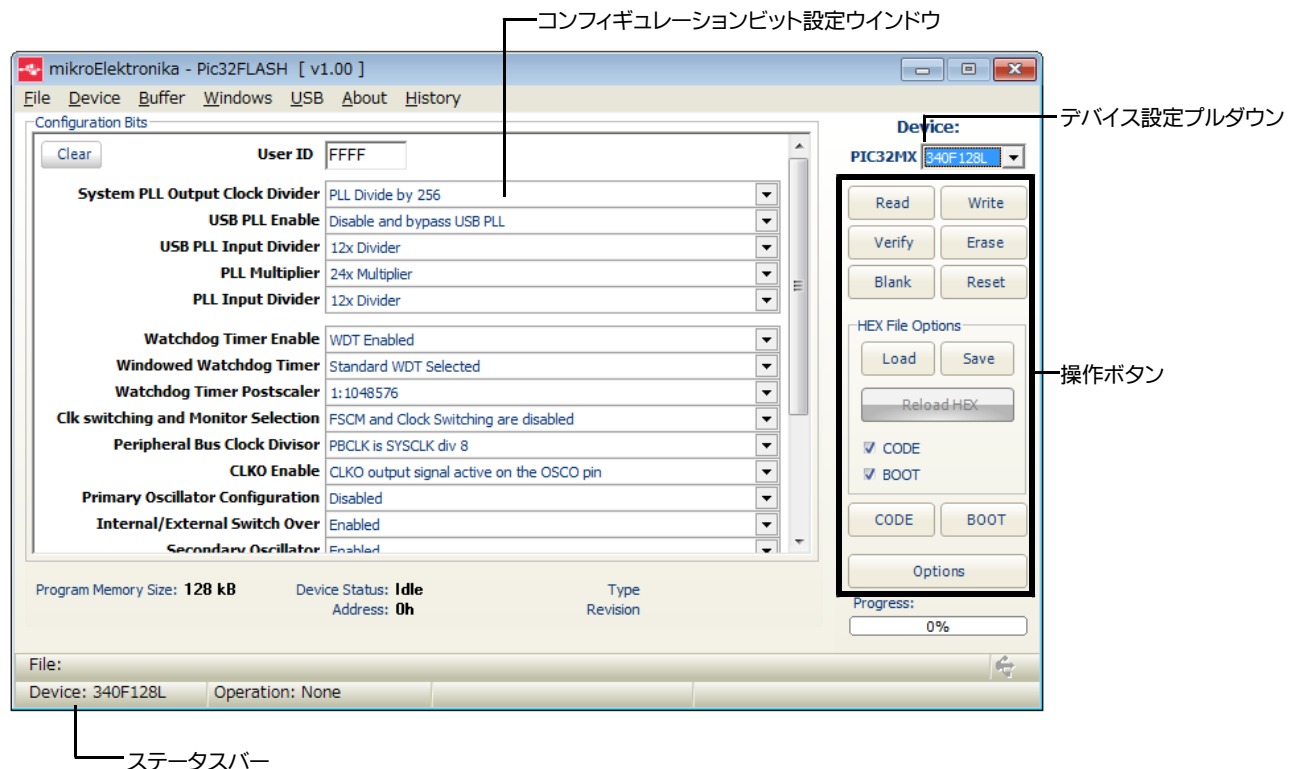 コンフィギュレーションビット設定ウインドウ
mikroElektronika - Pic32FLASH [ v1.00 ]
File Device Buffer Windows USB About History
デバイス設定プルダウン
Configuration Bits
Device:
Clear User ID FFFF
PIC32MX 340F128L
System PLL Output Clock Divider PLL Divide by 256
USB PLL Enable Disable and bypass USB PLL
USB PLL Input Divider 12x Divider
PLL Multiplier 24x Multiplier
PLL Input Divider 12x Divider
Watchdog Timer Enable WDT Enabled
Windowed Watchdog Timer Standard WDT Selected
Watchdog Timer Postscaler 1:1048576
Clk switching and Monitor Selection FSCM and Clock Switching are disabled
Peripheral Bus Clock Divisor PBCLK is SYSCLK div 8
CLKO Enable CLKO output signal active on the OSCO pin
Primary Oscillator Configuration Disabled
Internal/External Switch Over Enabled
Secondary Oscillator Enabled
Read Write
Verify Erase
Blank Reset
HEX File Options
Load Save
Reload HEX
CODE
BOOT
CODE BOOT
Options
操作ボタン
Program Memory Size: 128 kB Device Status: Idle Type
Address: 0h Revision
Progress:
0%
File:
Device: 340F128L Operation: None
ステータスバー